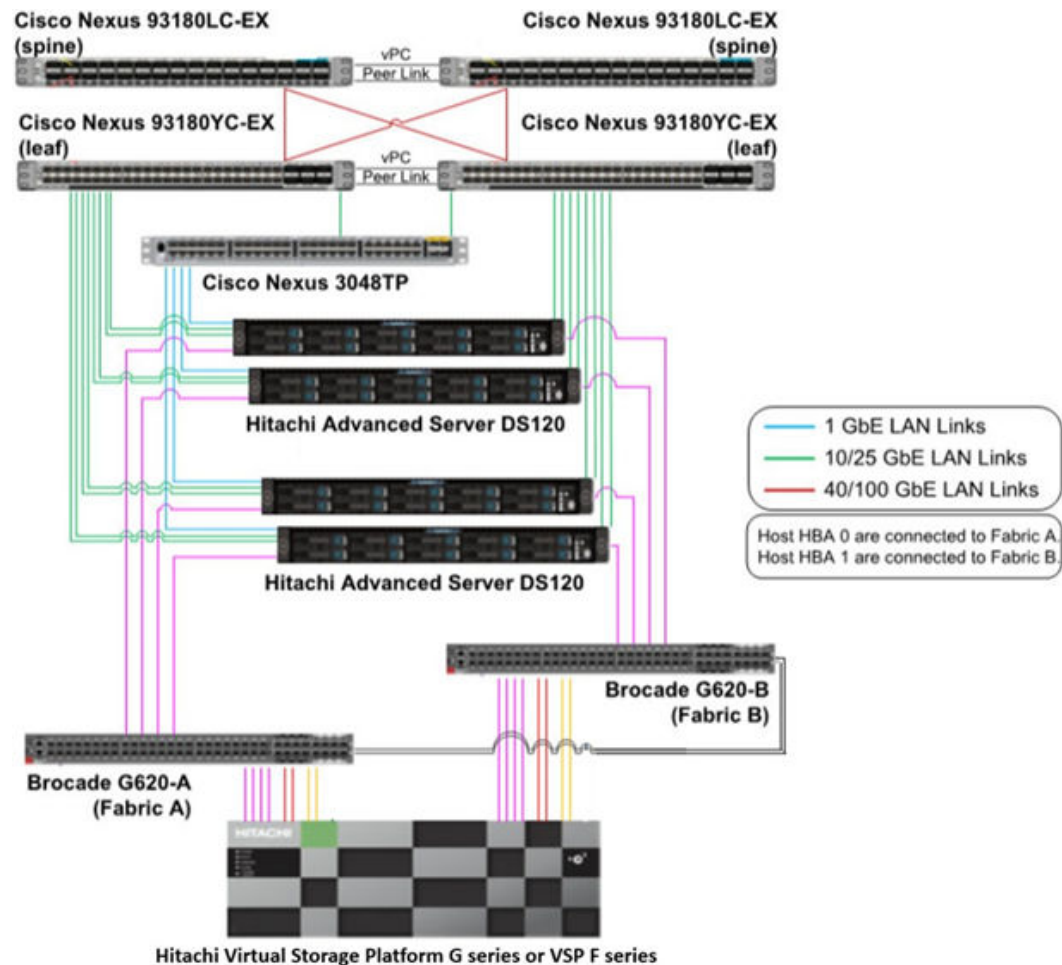 Cisco Nexus 93180LC-EX
(spine)
Cisco Nexus 93180LC-EX
(spine)
vPC
Peer Link
Cisco Nexus 93180YC-EX
(leaf)
Cisco Nexus 93180YC-EX
(leaf)
vPC
Peer Link
Cisco Nexus 3048TP
Hitachi Advanced Server DS120
1 GbE LAN Links
10/25 GbE LAN Links
40/100 GbE LAN Links
Host HBA 0 are connected to Fabric A.
Host HBA 1 are connected to Fabric B.
Hitachi Advanced Server DS120
Brocade G620-B
(Fabric B)
Brocade G620-A
(Fabric A)
HITACHI
Hitachi Virtual Storage Platform G series or VSP F series